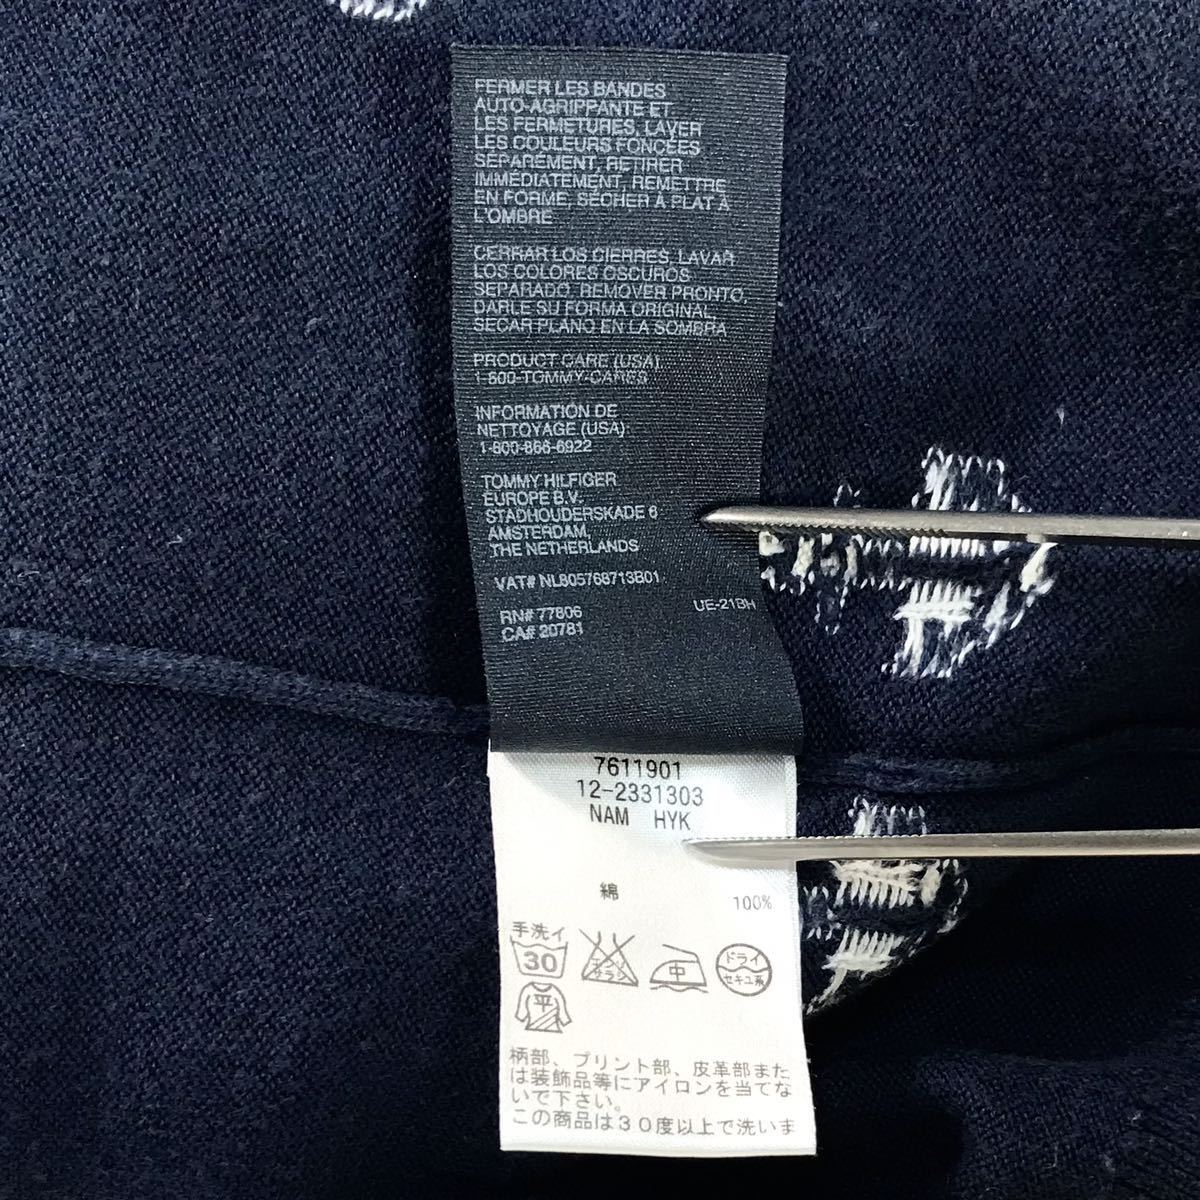 FERMER LES BANDES
AUTO-AGRIPPANTE ET
LES FERMETURES, LAVER
LES COULEURS FONCÉES
SÉPARÉMENT, RETIRER
IMMÉDIATEMENT, REMETTRE
EN FORME, SÉCHER À PLAT À
L'OMBRE
CERRAR LOS CIERRES, LAVAR
LOS COLORES OSCUROS
SEPARADO, REMOVER PRONTO,
DARLE SU FORMA ORIGINAL,
SECAR PLANO EN LA SOMBRA
PRODUCT CARE (USA)
1-800-TOMMY-CARES
INFORMATION DE
NETTOYAGE (USA)
1-800-866-6922
TOMMY HILFIGER
EUROPE B.V.
STADHOUDERSKADE 6
AMSTERDAM,
THE NETHERLANDS
VAT# NL805768713B01
RN# 77806 UE-21BH
CA# 20781
7611901
12-2331303
NAM HYK
綿 100%
手洗イ
30
エンソ
サラシ
中
ドライ
セキユ系
平
柄部、プリント部、皮革部また
は装飾品等にアイロンを当てな
いで下さい。
この商品は30度以上で洗いま